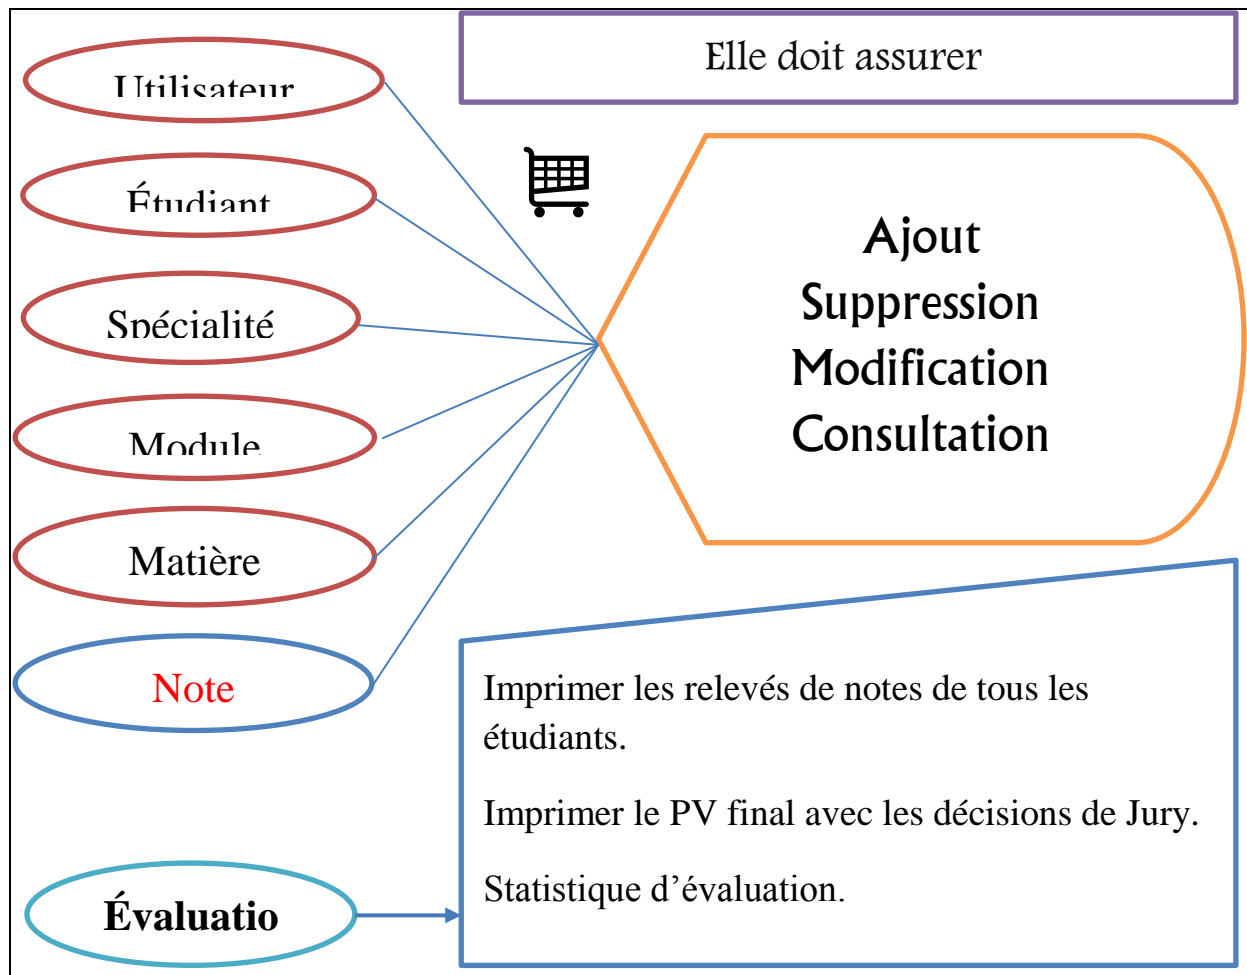 Elle doit assurer
Utilisateur
Étudiant
Spécialité
Module
Matière
Note
Évaluatio
Ajout
Suppression
Modification
Consultation
Imprimer les relevés de notes de tous les
étudiants.
Imprimer le PV final avec les décisions de Jury.
Statistique d’évaluation.